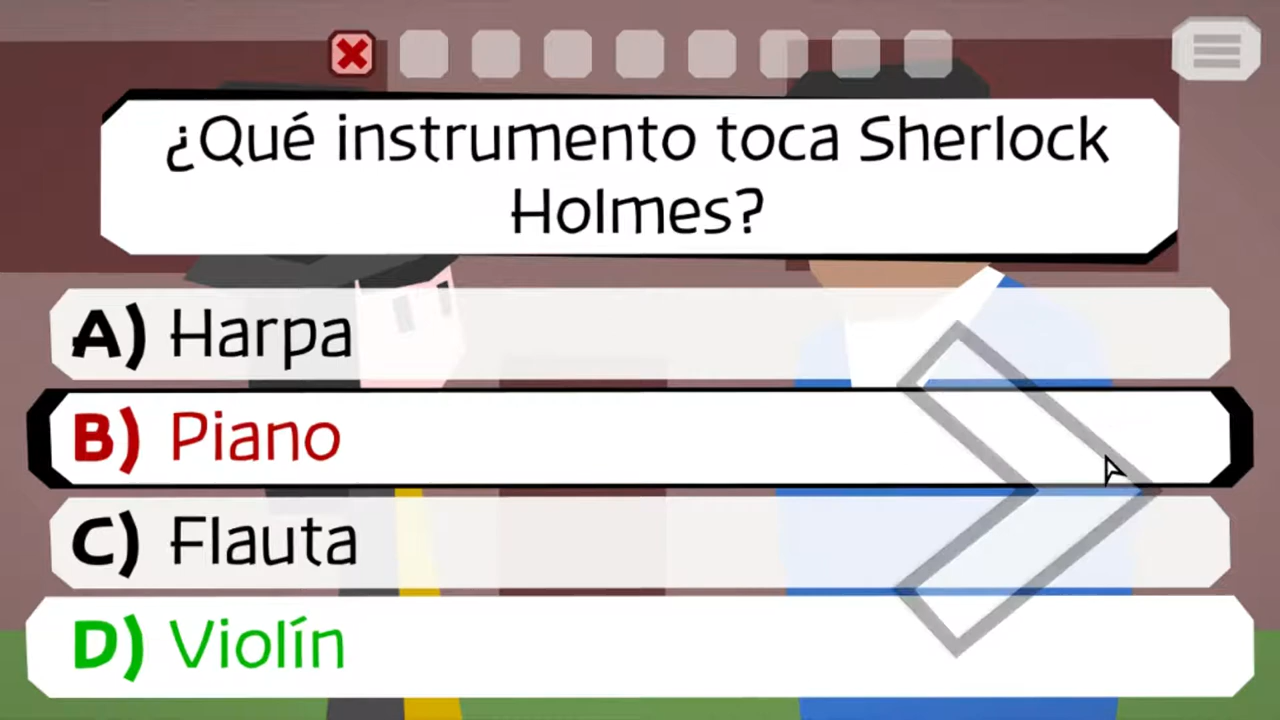 ¿Qué instrumento toca Sherlock
Holmes?
A) Harpa
B) Piano
C) Flauta
D) Violín